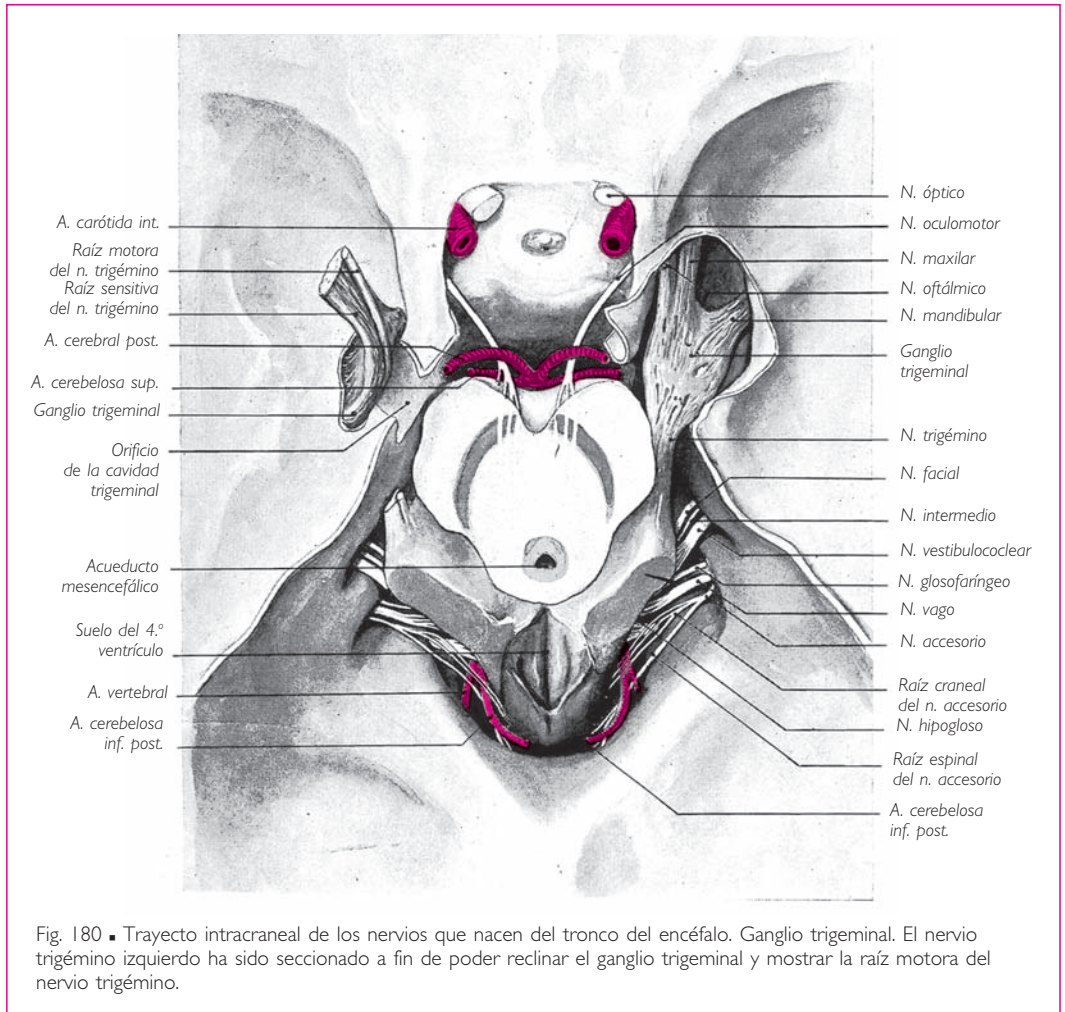 A. carótida int.
Raíz motora
del n. trigémino
Raíz sensitiva
del n. trigémino
A. cerebral post.
A. cerebelosa sup.
Ganglio trigeminal
Orificio
de la cavidad
trigeminal
Acueducto
mesencefálico
Suelo del 4.º
ventrículo
A. vertebral
A. cerebelosa
inf. post.
N. óptico
N. oculomotor
N. maxilar
N. oftálmico
N. mandibular
Ganglio
trigeminal
N. trigémino
N. facial
N. intermedio
N. vestibulococlear
N. glosofaríngeo
N. vago
N. accesorio
Raíz craneal
del n. accesorio
N. hipogloso
Raíz espinal
del n. accesorio
A. cerebelosa
inf. post.
Fig. 180 ▪ Trayecto intracraneal de los nervios que nacen del tronco del encéfalo. Ganglio trigeminal. El nervio
trigémino izquierdo ha sido seccionado a fin de poder reclinar el ganglio trigeminal y mostrar la raíz motora del
nervio trigémino.